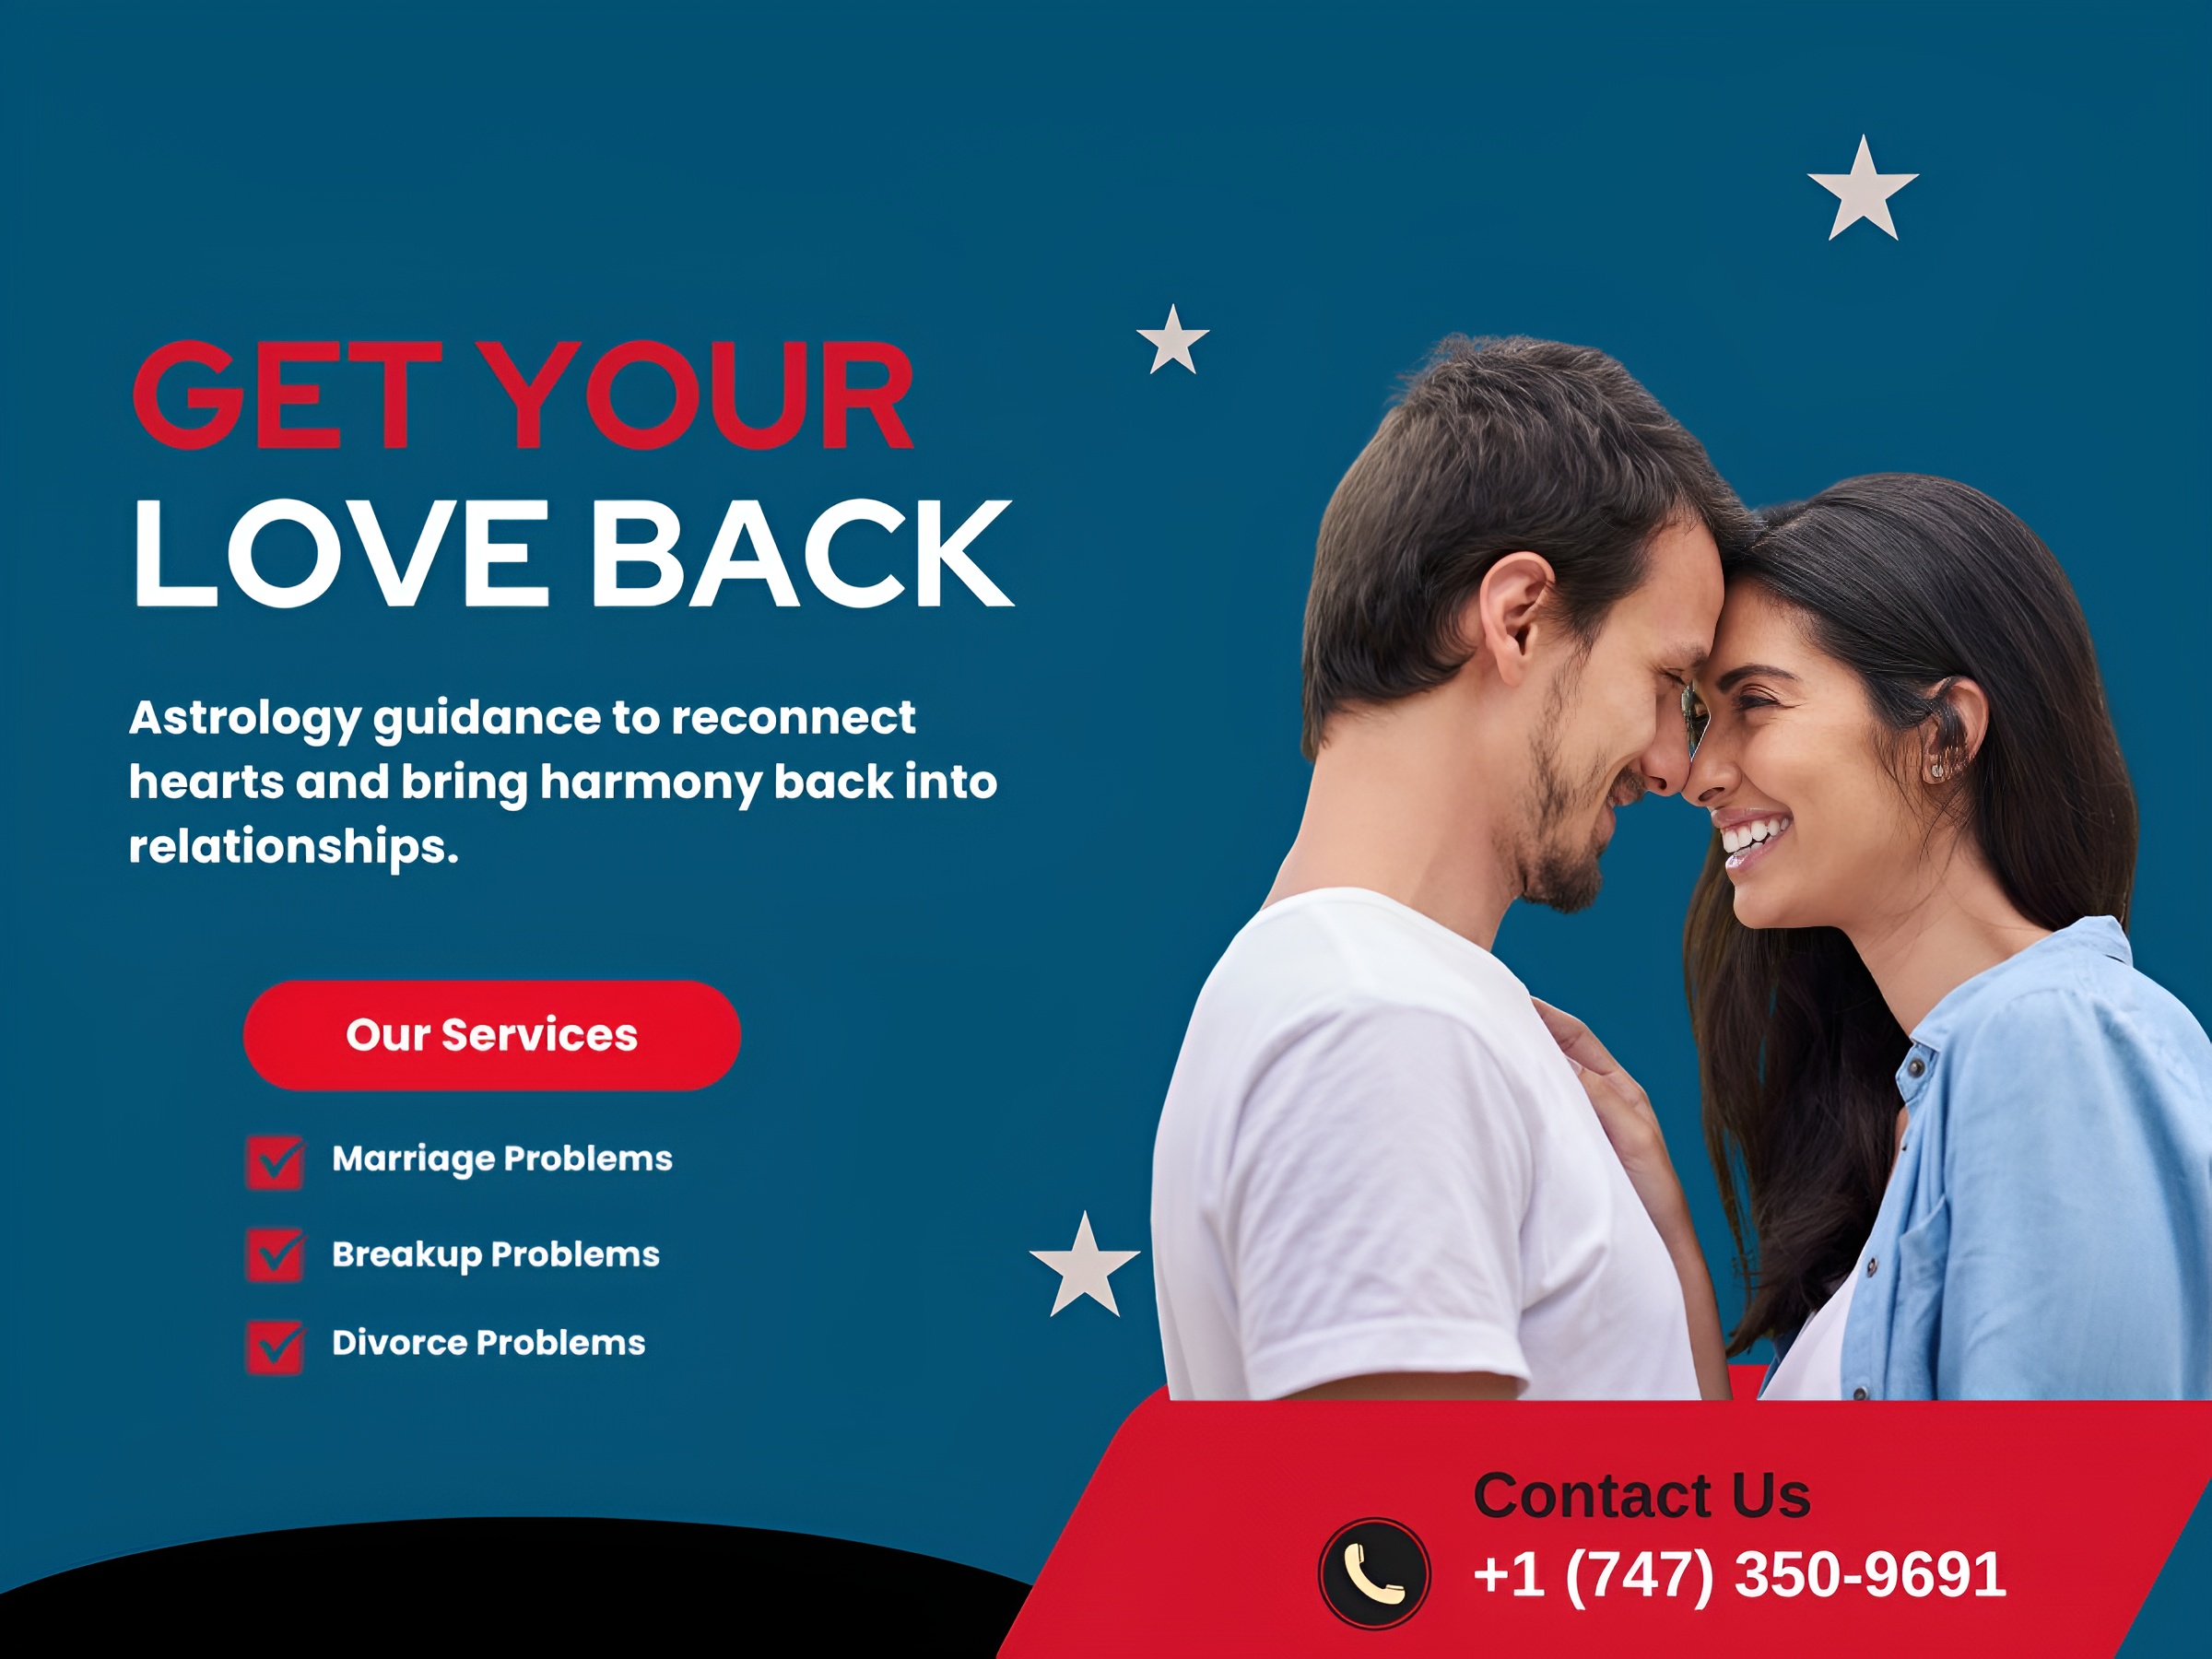 GET YOUR
LOVE BACK
Astrology guidance to reconnect
hearts and bring harmony back into
relationships.
Our Services
Marriage Problems
Breakup Problems
Divorce Problems
Contact Us
+1 (747) 350-9691